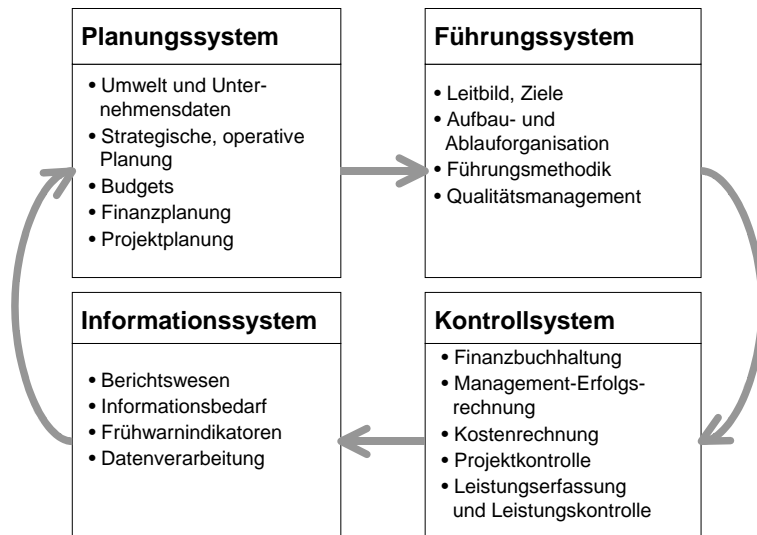 Planungssystem
• Umwelt und Unter-
nehmensdaten
• Strategische, operative
Planung
• Budgets
• Finanzplanung
• Projektplanung
Führungssystem
• Leitbild, Ziele
• Aufbau- und
Ablauforganisation
• Führungsmethodik
• Qualitätsmanagement
Informationssystem
• Berichtswesen
• Informationsbedarf
• Frühwarnindikatoren
• Datenverarbeitung
Kontrollsystem
• Finanzbuchhaltung
• Management-Erfolgs-
rechnung
• Kostenrechnung
• Projektkontrolle
• Leistungserfassung
und Leistungskontrolle